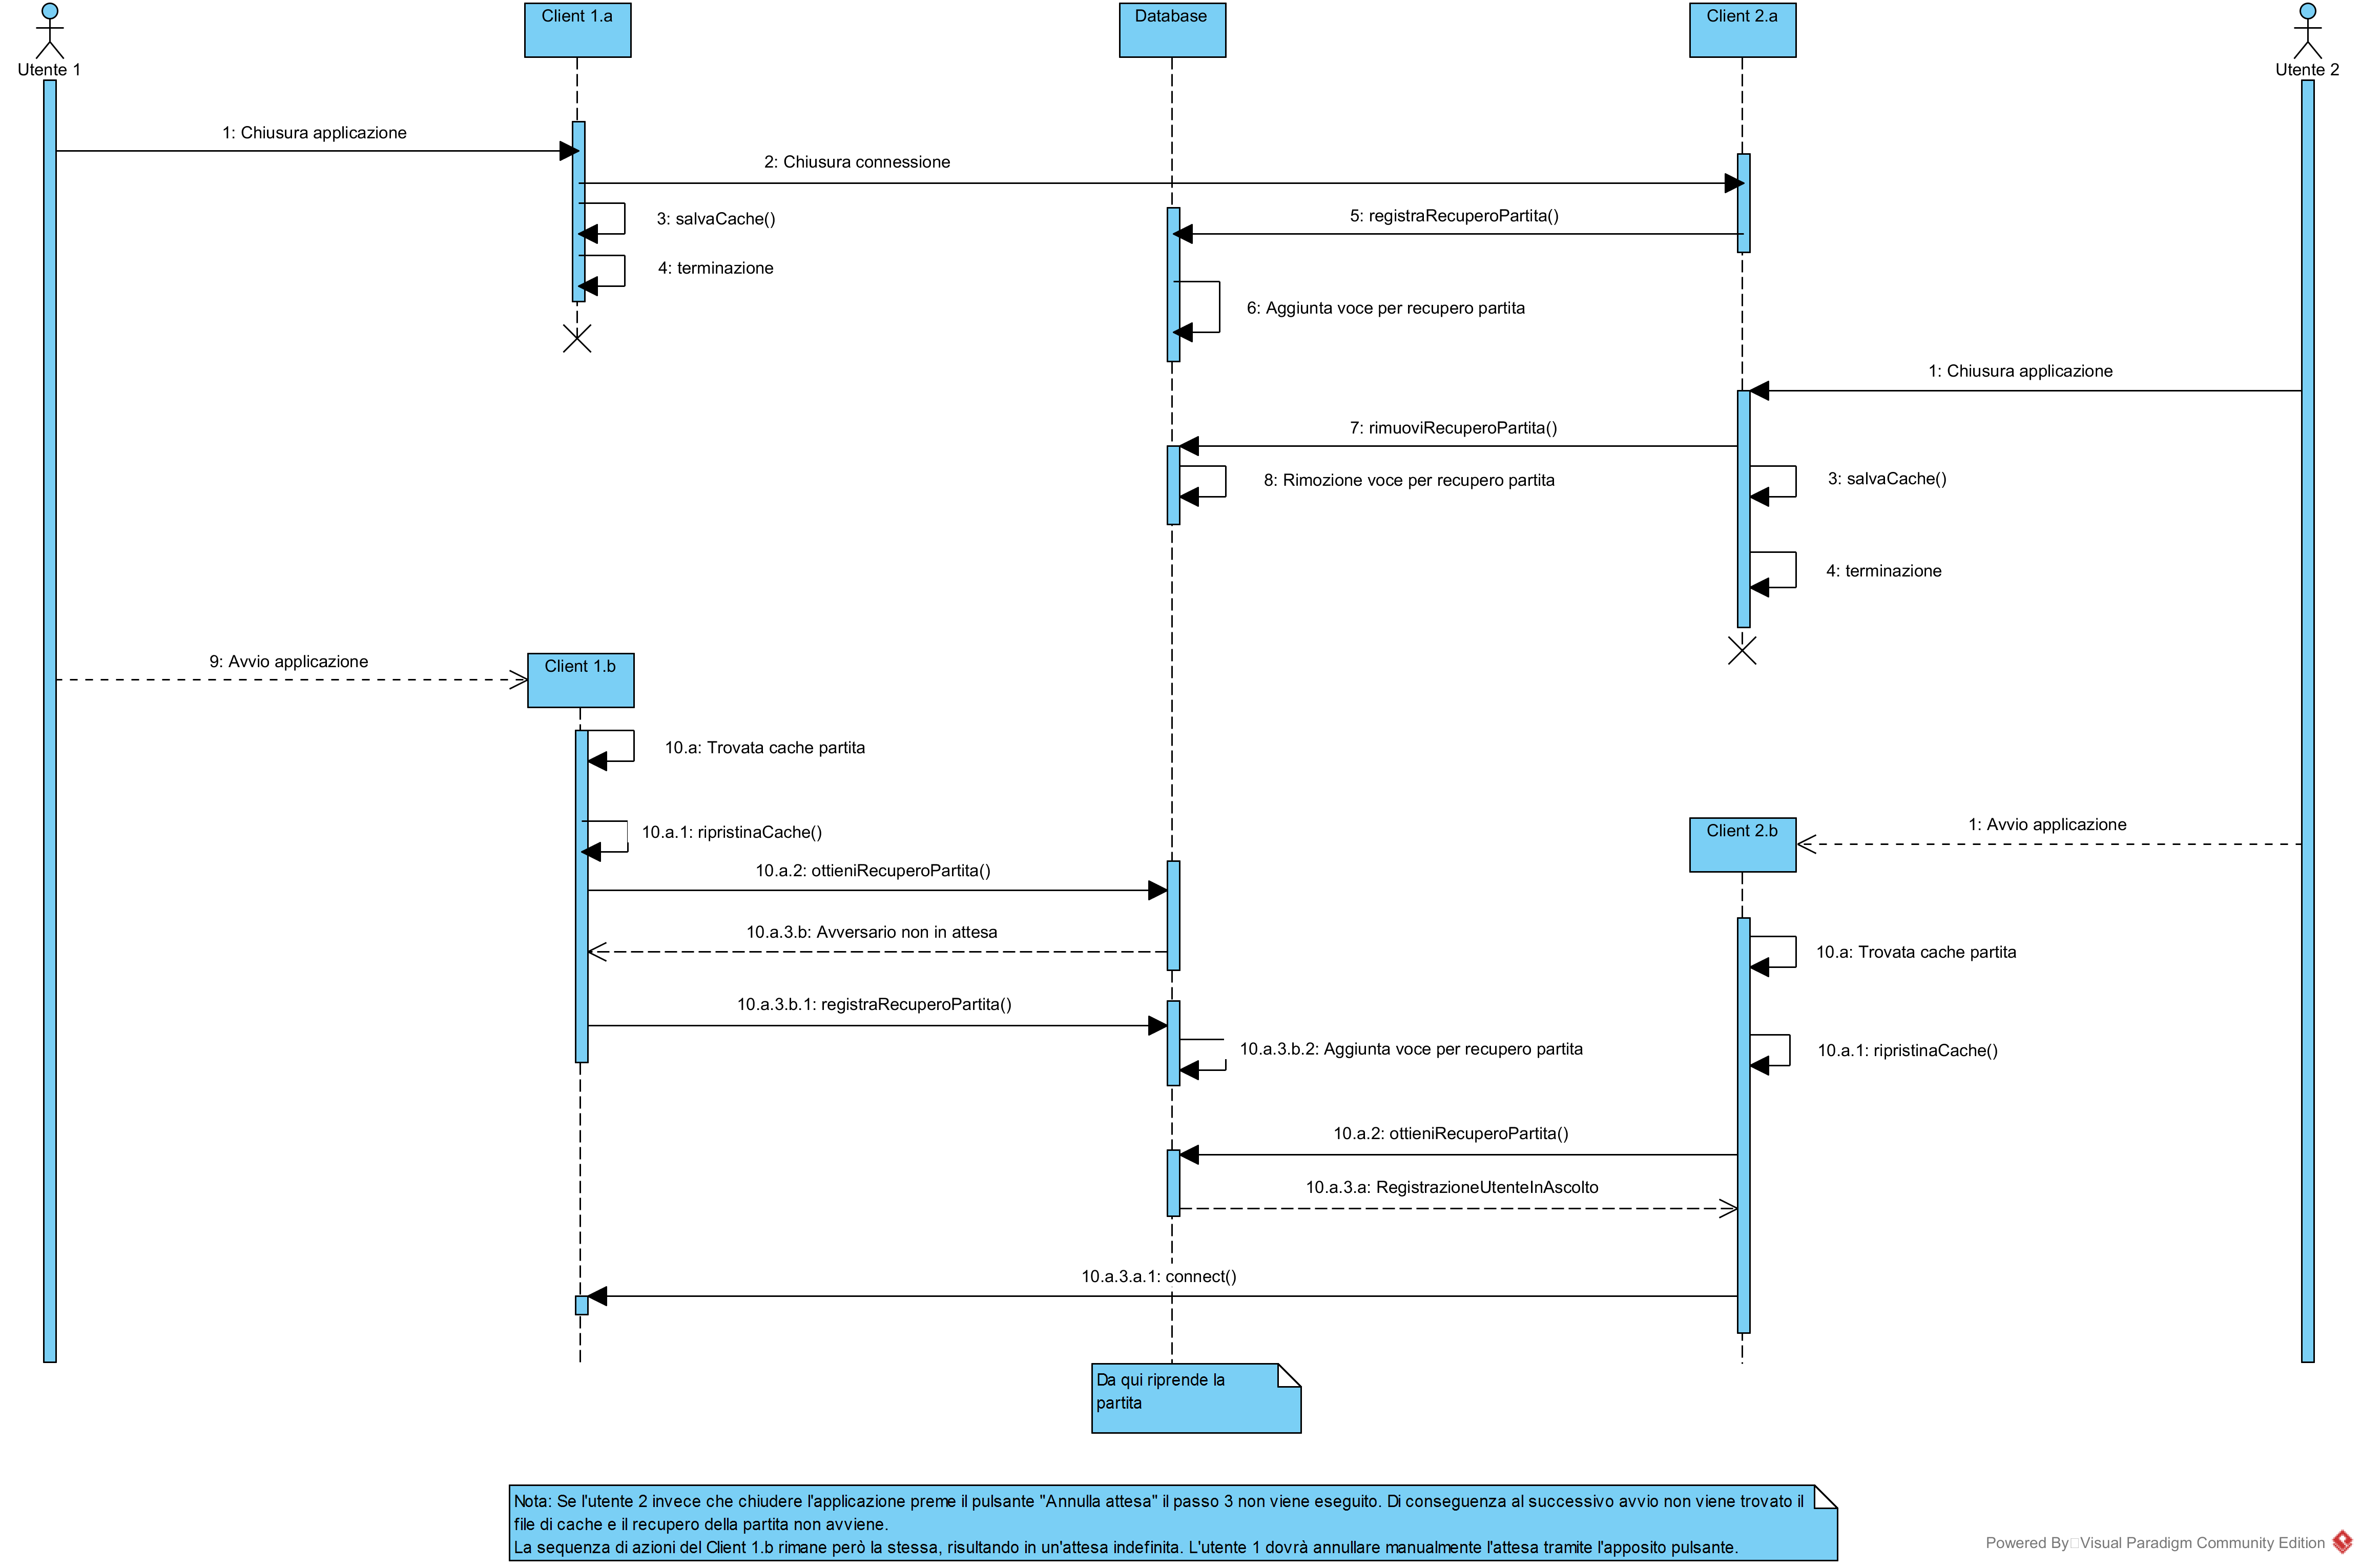 Utente 1
Client 1.a
Database
Client 2.a
Utente 2
1: Chiusura applicazione
2: Chiusura connessione
3: salvaCache()
5: registraRecuperoPartita()
4: terminazione
6: Aggiunta voce per recupero partita
1: Chiusura applicazione
7: rimuoviRecuperoPartita()
8: Rimozione voce per recupero partita
3: salvaCache()
4: terminazione
9: Avvio applicazione
Client 1.b
10.a: Trovata cache partita
10.a.1: ripristinaCache()
Client 2.b
1: Avvio applicazione
10.a.2: ottieniRecuperoPartita()
10.a.3.b: Avversario non in attesa
10.a: Trovata cache partita
10.a.3.b.1: registraRecuperoPartita()
10.a.3.b.2: Aggiunta voce per recupero partita
10.a.1: ripristinaCache()
10.a.2: ottieniRecuperoPartita()
10.a.3.a: RegistrazioneUtenteInAscolto
10.a.3.a.1: connect()
Da qui riprende la
partita
Nota: Se l'utente 2 invece che chiudere l'applicazione preme il pulsante "Annulla attesa" il passo 3 non viene eseguito. Di conseguenza al successivo avvio non viene trovato il
file di cache e il recupero della partita non avviene.
La sequenza di azioni del Client 1.b rimane però la stessa, risultando in un'attesa indefinita. L'utente 1 dovrà annullare manualmente l'attesa tramite l'apposito pulsante.
Powered By Visual Paradigm Community Edition